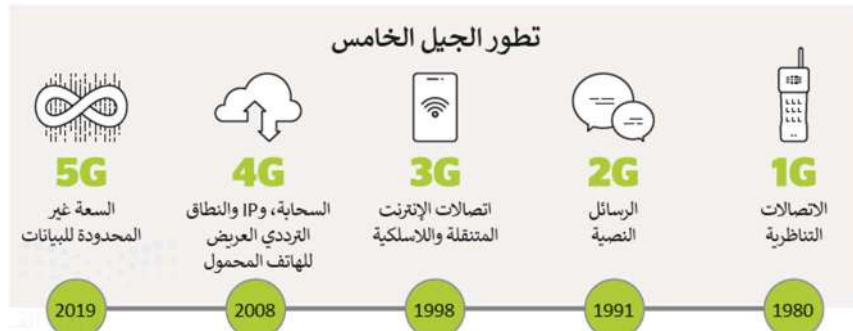 تطور الجيل الخامس
1G
الاتصالات
التناظرية
1980
2G
الرسائل
النصية
1991
3G
اتصالات الإنترنت
المتنقلة واللاسلكية
1998
4G
السحابة، وIP والنطاق
الترددي العريض
للهاتف المحمول
2008
5G
السعة غير
المحدودة للبيانات
2019